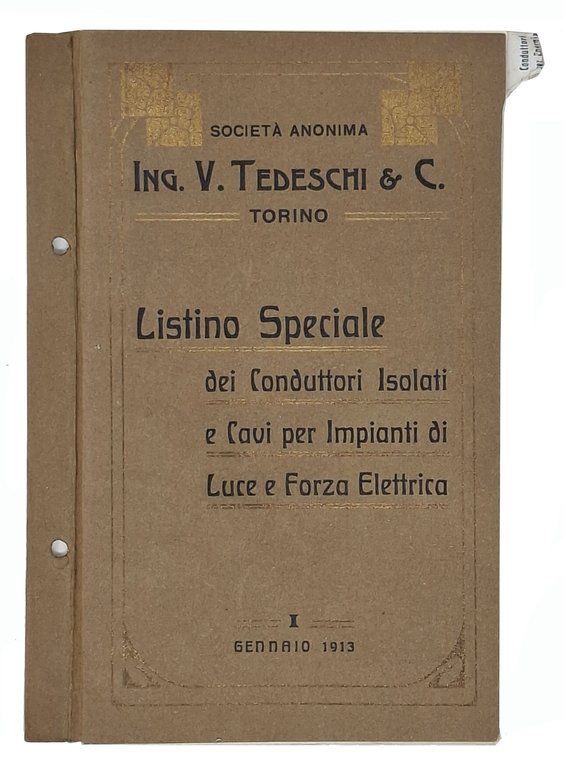 Conduttori
SOCIETÀ ANONIMA
ING. V. TEDESCHI & C.
TORINO
Listino Speciale
dei Conduttori Isolati
e Cavi per Impianti di
Luce e Forza Elettrica
I
GENNAIO 1913